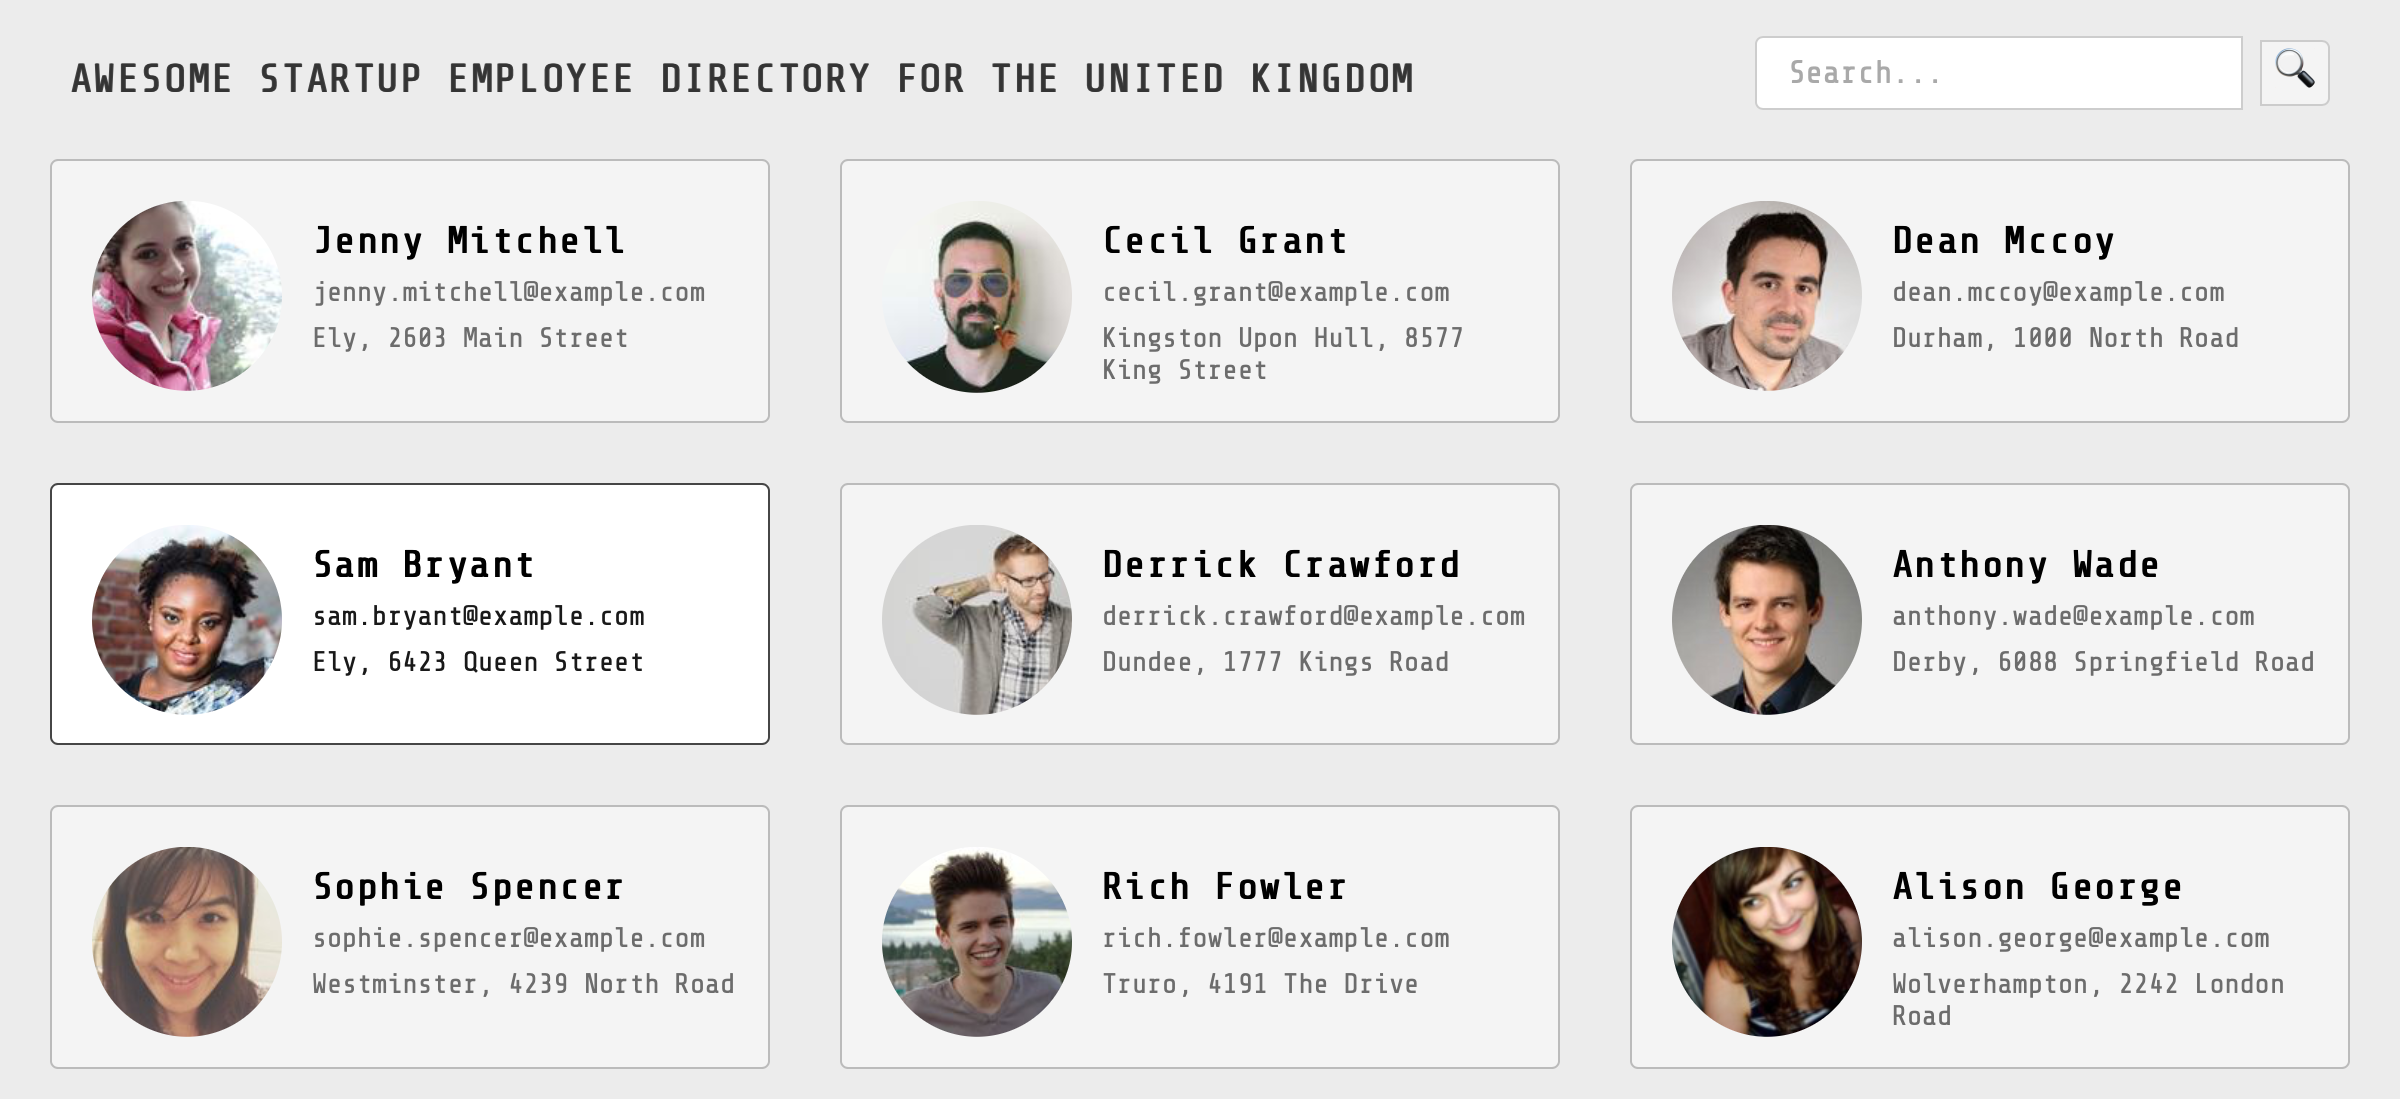 AWESOME STARTUP EMPLOYEE DIRECTORY FOR THE UNITED KINGDOM
Search...
Jenny Mitchell
jenny.mitchell@example.com
Ely, 2603 Main Street
Cecil Grant
cecil.grant@example.com
Kingston Upon Hull, 8577
King Street
Dean Mccoy
dean.mccoy@example.com
Durham, 1000 North Road
Sam Bryant
sam.bryant@example.com
Ely, 6423 Queen Street
Derrick Crawford
derrick.crawford@example.com
Dundee, 1777 Kings Road
Anthony Wade
anthony.wade@example.com
Derby, 6088 Springfield Road
Sophie Spencer
sophie.spencer@example.com
Westminster, 4239 North Road
Rich Fowler
rich.fowler@example.com
Truro, 4191 The Drive
Alison George
alison.george@example.com
Wolverhampton, 2242 London
Road